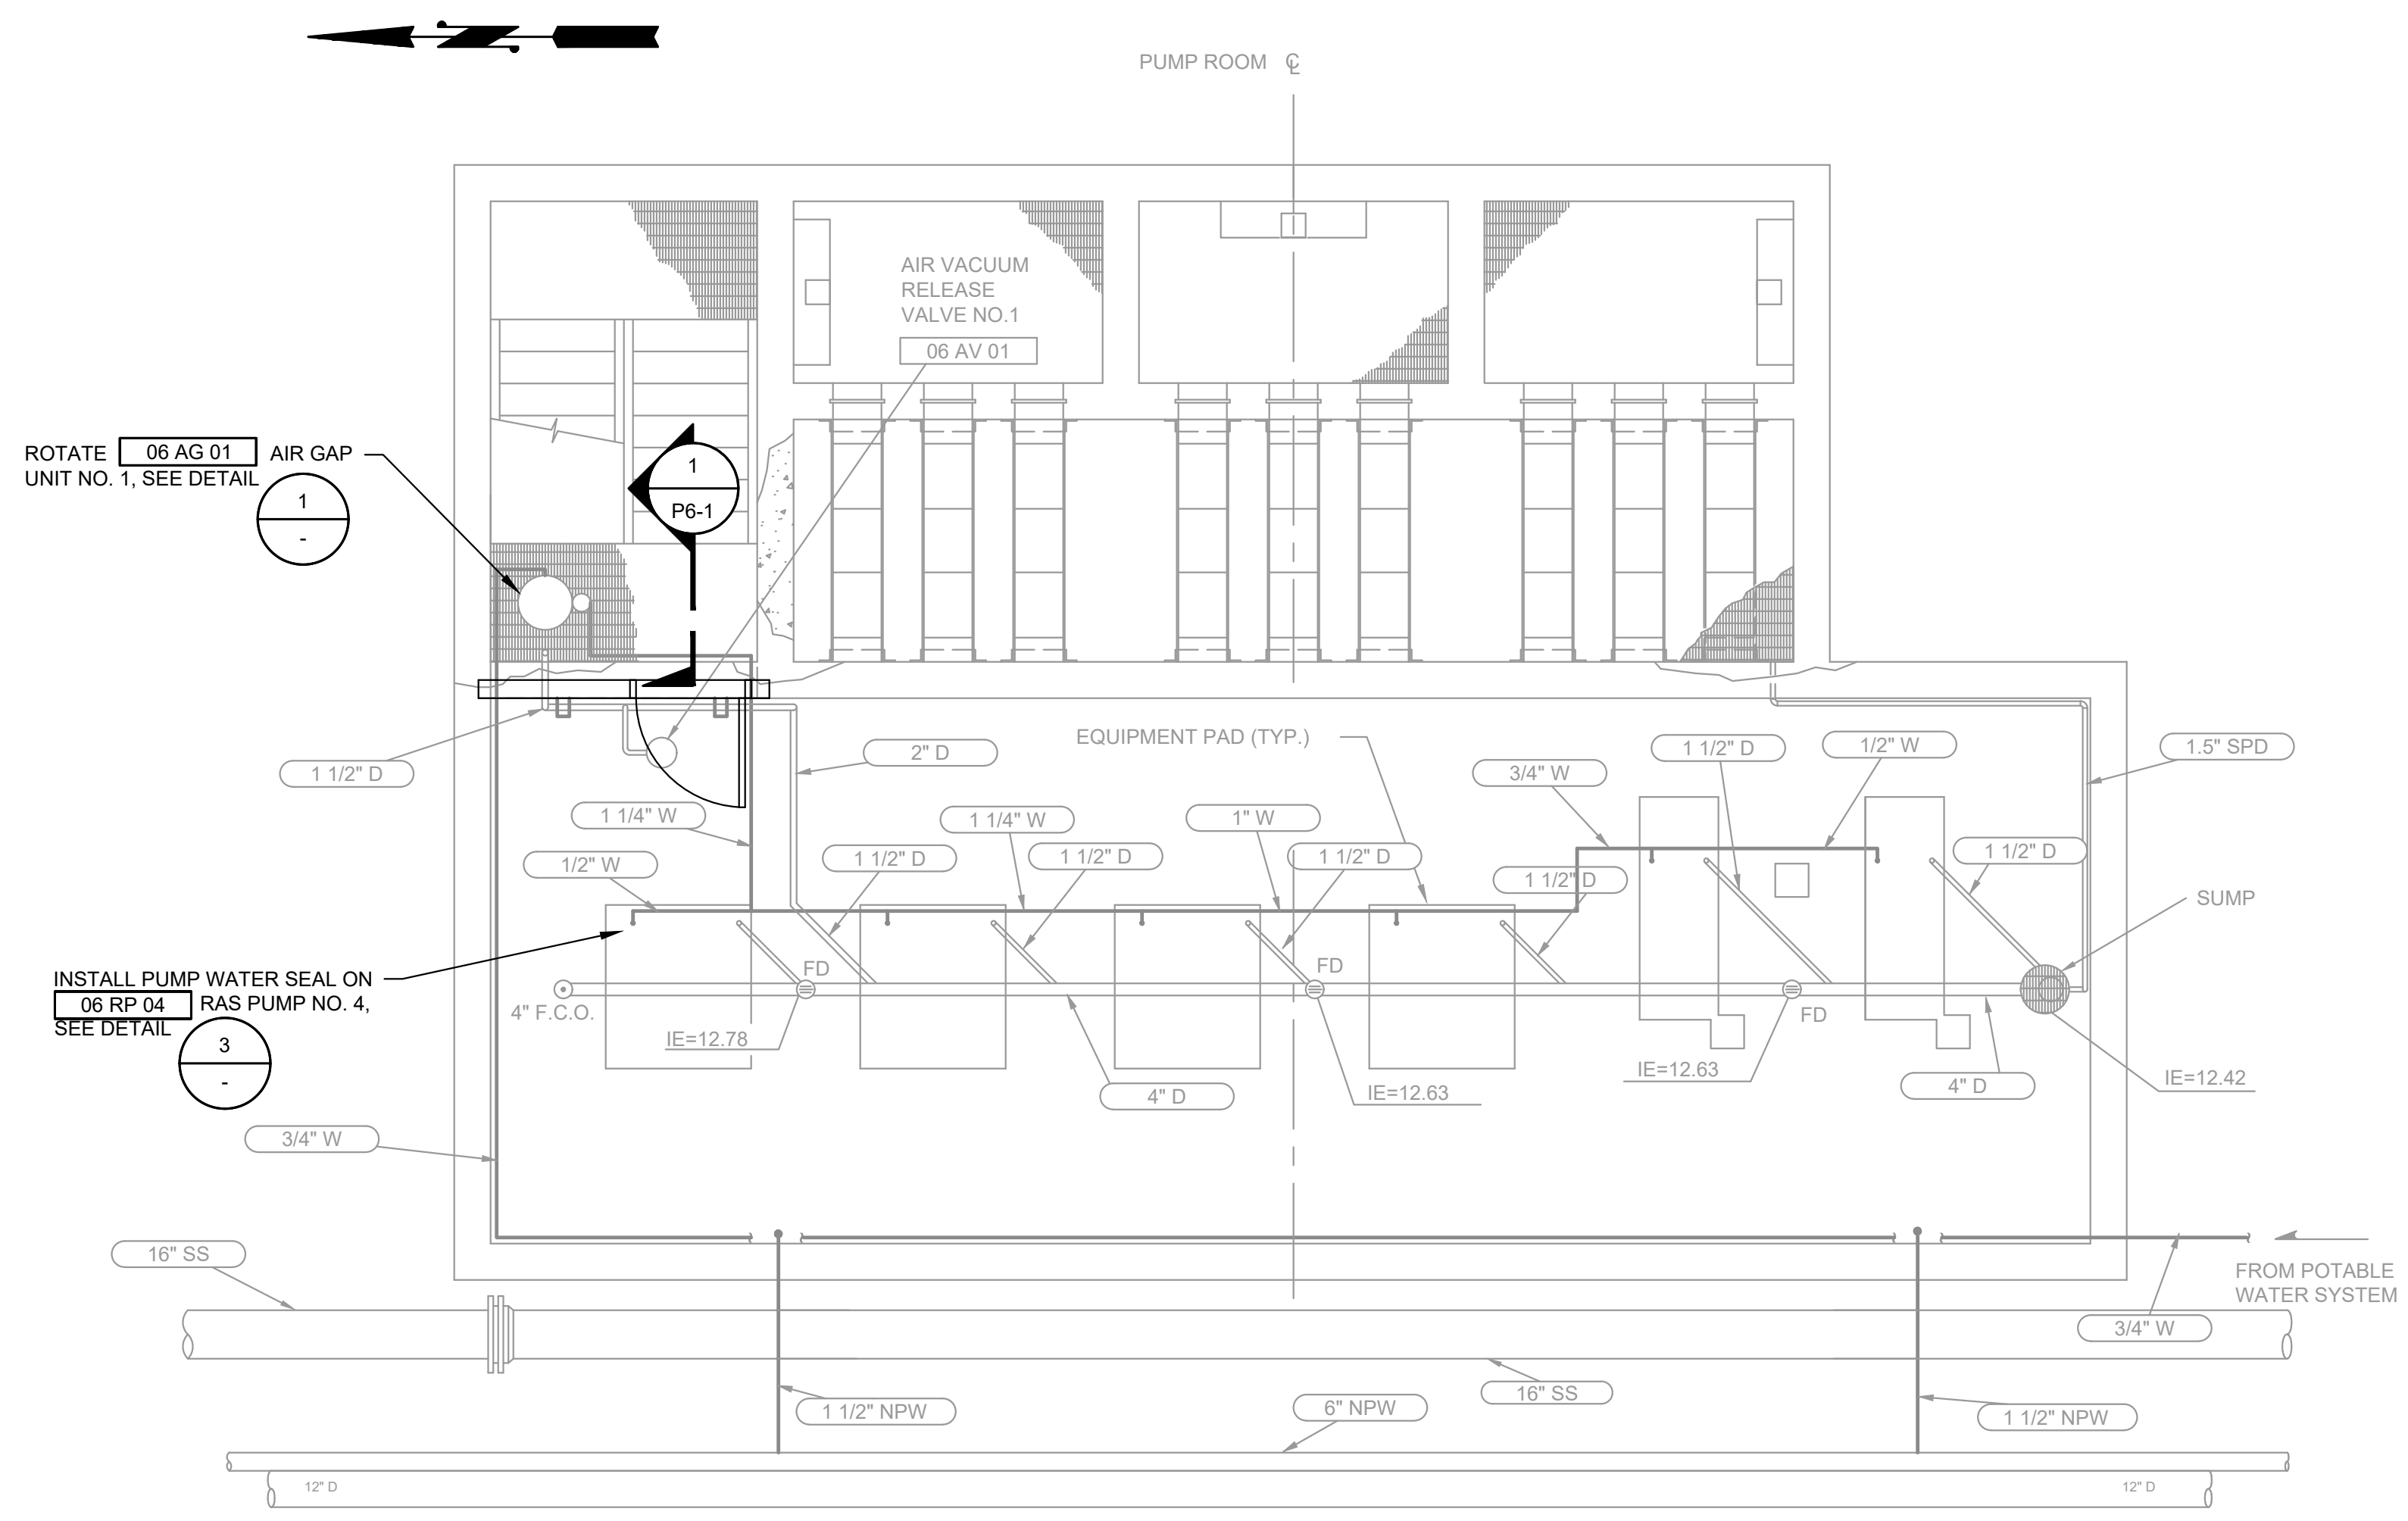 PUMP ROOM ℄
AIR VACUUM
RELEASE
VALVE NO.1
06 AV 01
ROTATE 06 AG 01 AIR GAP
UNIT NO. 1, SEE DETAIL
1
-
1
P6-1
EQUIPMENT PAD (TYP.)
1 1/2" D
2" D
3/4" W
1 1/2" D
1/2" W
1.5" SPD
1 1/4" W
1 1/4" W
1" W
1/2" W
1 1/2" D
1 1/2" D
1 1/2" D
1 1/2" D
1 1/2" D
SUMP
INSTALL PUMP WATER SEAL ON
06 RP 04 RAS PUMP NO. 4,
SEE DETAIL
3
-
4" F.C.O.
FD
FD
FD
IE=12.78
IE=12.63
IE=12.63
IE=12.42
4" D
4" D
3/4" W
16" SS
FROM POTABLE
WATER SYSTEM
3/4" W
16" SS
1 1/2" NPW
6" NPW
1 1/2" NPW
12" D
12" D